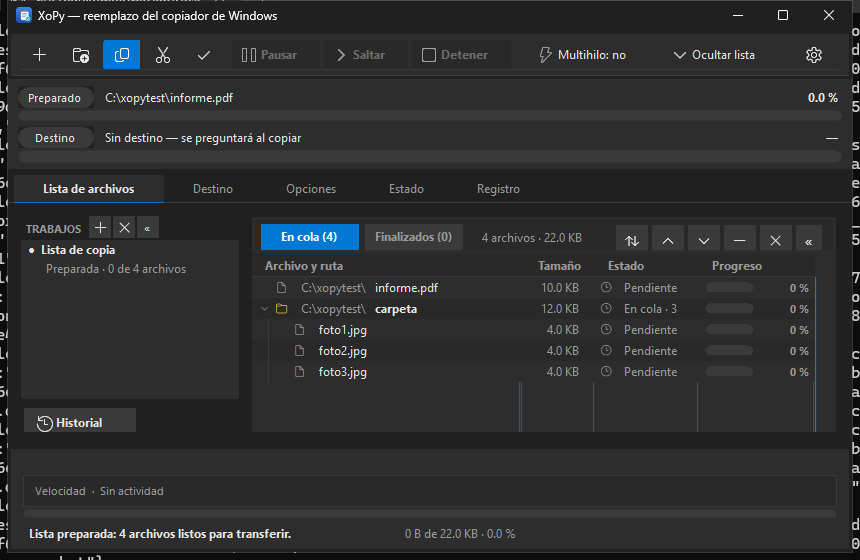 XoPy — reemplazo del copiador de Windows
Pausar Saltar Detener Multihilo: no Ocultar lista
Preparado C:\xopytest\informe.pdf 0.0 %
Destino Sin destino — se preguntará al copiar —
Lista de archivos Destino Opciones Estado Registro
TRABAJOS
Lista de copia
Preparada · 0 de 4 archivos
Historial
En cola (4) Finalizados (0) 4 archivos · 22.0 KB
Archivo y ruta Tamaño Estado Progreso
C:\xopytest\ informe.pdf 10.0 KB Pendiente 0 %
C:\xopytest\ carpeta 12.0 KB En cola · 3 0 %
foto1.jpg 4.0 KB Pendiente 0 %
foto2.jpg 4.0 KB Pendiente 0 %
foto3.jpg 4.0 KB Pendiente 0 %
Velocidad · Sin actividad
Lista preparada: 4 archivos listos para transferir. 0 B de 22.0 KB · 0.0 %